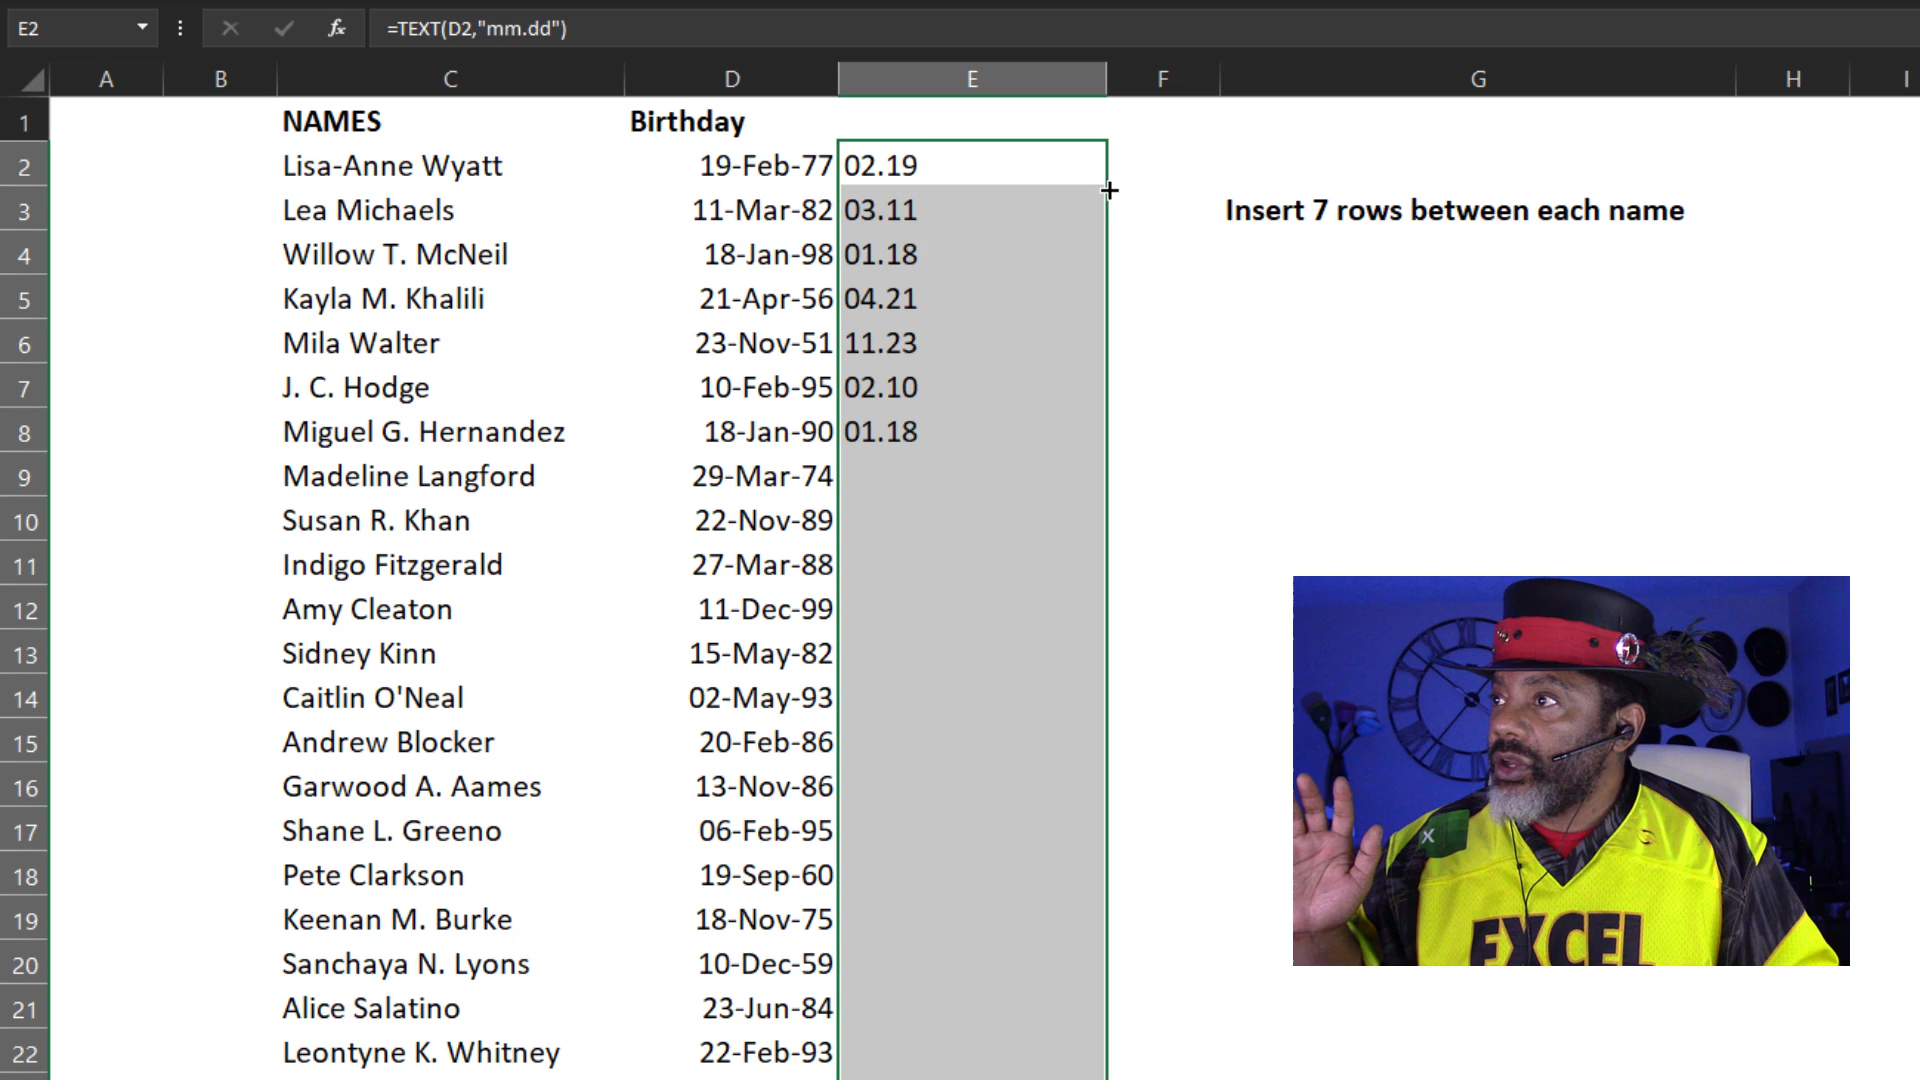 E2 fx =TEXT(D2,"mm.dd")
A B C D E F G H I
1 NAMES Birthday
2 Lisa-Anne Wyatt 19-Feb-77 02.19
3 Lea Michaels 11-Mar-82 03.11 Insert 7 rows between each name
4 Willow T. McNeil 18-Jan-98 01.18
5 Kayla M. Khalili 21-Apr-56 04.21
6 Mila Walter 23-Nov-51 11.23
7 J. C. Hodge 10-Feb-95 02.10
8 Miguel G. Hernandez 18-Jan-90 01.18
9 Madeline Langford 29-Mar-74
10 Susan R. Khan 22-Nov-89
11 Indigo Fitzgerald 27-Mar-88
12 Amy Cleaton 11-Dec-99
13 Sidney Kinn 15-May-82
14 Caitlin O'Neal 02-May-93
15 Andrew Blocker 20-Feb-86
16 Garwood A. Aames 13-Nov-86
17 Shane L. Greeno 06-Feb-95
18 Pete Clarkson 19-Sep-60
19 Keenan M. Burke 18-Nov-75
20 Sanchaya N. Lyons 10-Dec-59
21 Alice Salatino 23-Jun-84
22 Leontyne K. Whitney 22-Feb-93
X
EXCEL